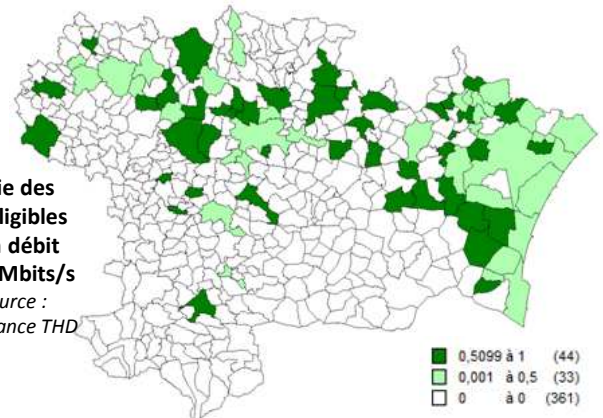 ie des
ligibles
débit
Mbits/s
urce :
ance THD
0,5099 à 1 (44)
0,001 à 0,5 (33)
0 à 0 (361)